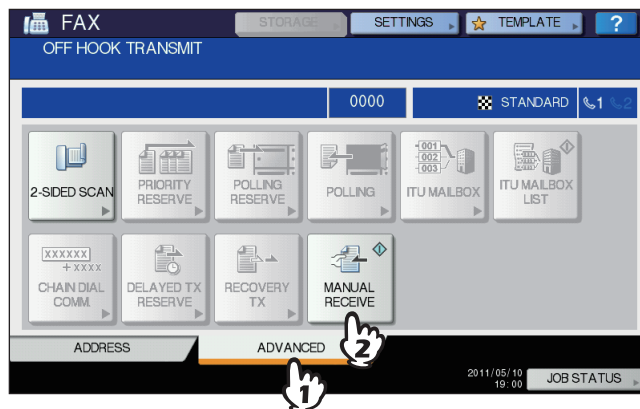 FAX
STORAGE
SETTINGS
TEMPLATE
?
OFF HOOK TRANSMIT
0000
STANDARD
1
2
2-SIDED SCAN
PRIORITY
RESERVE
POLLING
RESERVE
POLLING
001
002
003
ITU MAILBOX
ITU MAILBOX
LIST
XXXXXX
+XXXX
CHAIN DIAL
COMM.
DELAYED TX
RESERVE
RECOVERY
TX
MANUAL
RECEIVE
ADDRESS
ADVANCED
2
1
2011/05/10
19:00
JOB STATUS